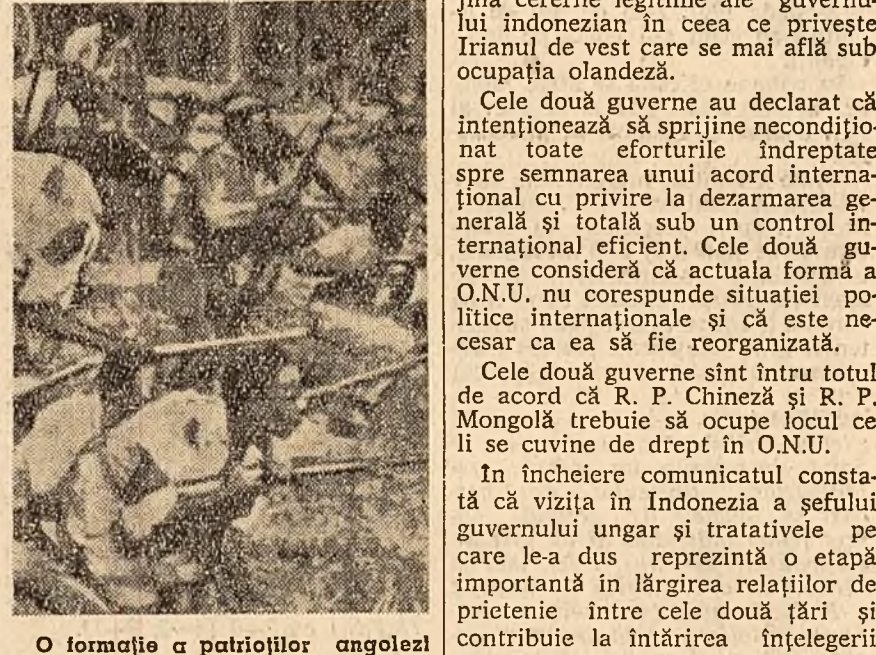 O formație a patrioților angolezi
jină cererile legitime ale guvernu-
lui indonezian în ceea ce privește
Irianul de vest care se mai află sub
ocupația olandeză.
Cele două guverne au declarat că
intenționează să sprijine necondițio-
nat toate eforturile îndreptate
spre semnarea unui acord interna-
țional cu privire la dezarmarea ge-
nerală și totală sub un control in-
ternațional eficient. Cele două gu-
verne consideră că actuala formă a
O.N.U. nu corespunde situației po-
litice internaționale și că este ne-
cesar ca ea să fie reorganizată.
Cele două guverne sînt întru totul
de acord că R. P. Chineză și R. P.
Mongolă trebuie să ocupe locul ce
li se cuvine de drept în O.N.U.
În încheiere comunicatul consta-
tă că vizita în Indonezia a șefului
guvernului ungar și tratativele pe
care le-a dus reprezintă o etapă
importantă în lărgirea relațiilor de
prietenie între cele două țări și
contribuie la întărirea înțelegerii